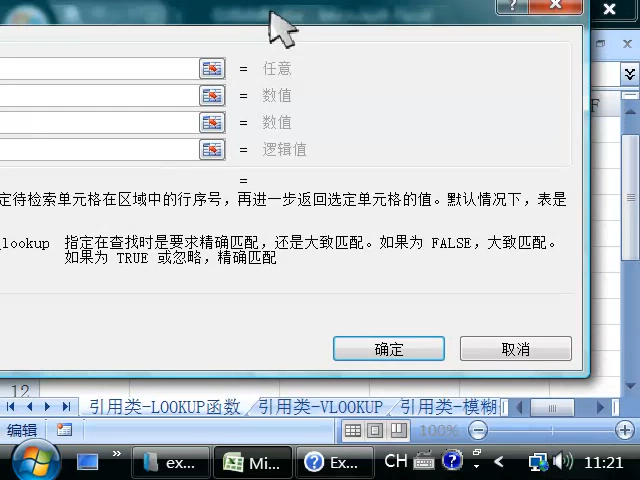 ? ×
= 任意
= 数值
F
= 数值
= 逻辑值
=
定待检索单元格在区域中的行序号，再进一步返回选定单元格的值。默认情况下，表是
lookup 指定在查找时是要求精确匹配，还是大致匹配。如果为 FALSE，大致匹配。
如果为 TRUE 或忽略，精确匹配
确定 取消
12
引用类-LOOKUP函数 引用类-VLOOKUP 引用类-模糊
编辑 100%
ex... Mi... Ex... CH 11:21